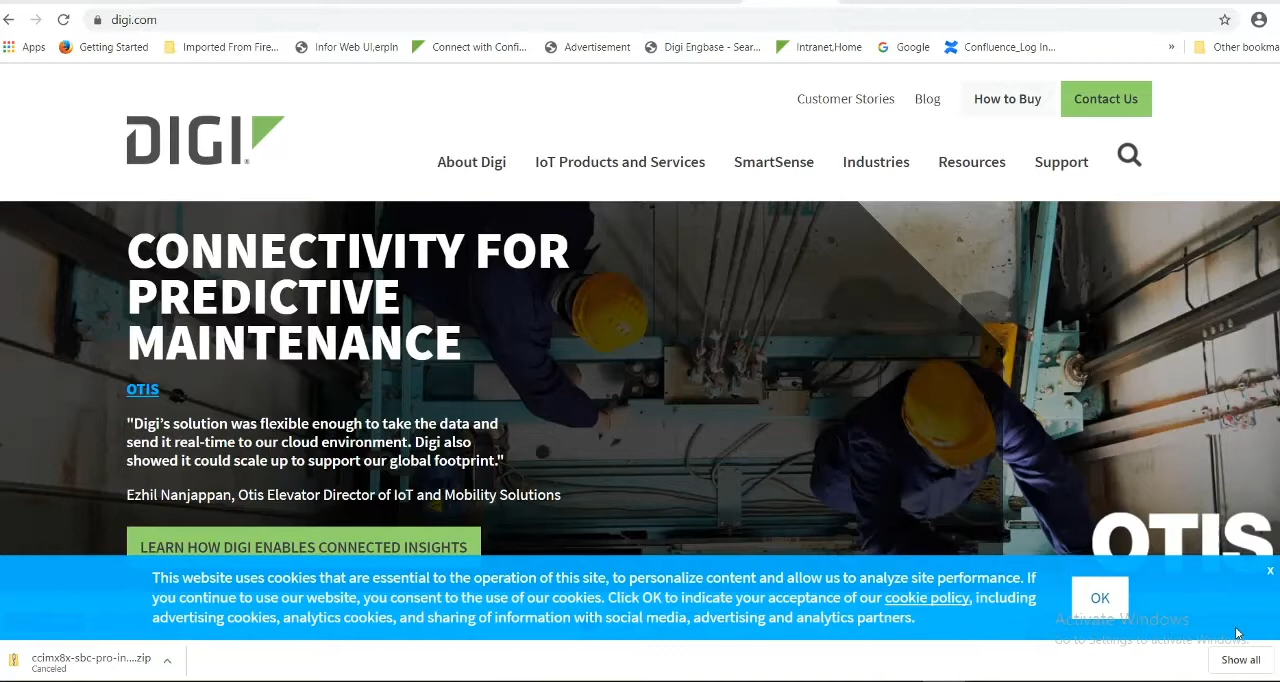 digi.com
Apps
Getting Started
Imported From Fire...
Infor Web UI,erpln
Connect with Confi...
Advertisement
Digi Engbase - Sear...
Intranet,Home
Google
Confluence_Log In...
»
Other bookma
Customer Stories
Blog
How to Buy
Contact Us
DIGI
About Digi
IoT Products and Services
SmartSense
Industries
Resources
Support
CONNECTIVITY FOR
PREDICTIVE
MAINTENANCE
OTIS
"Digi's solution was flexible enough to take the data and
send it real-time to our cloud environment. Digi also
showed it could scale up to support our global footprint."
Ezhil Nanjappan, Otis Elevator Director of IoT and Mobility Solutions
LEARN HOW DIGI ENABLES CONNECTED INSIGHTS
OTIS
This website uses cookies that are essential to the operation of this site, to personalize content and allow us to analyze site performance. If
you continue to use our website, you consent to the use of our cookies. Click OK to indicate your acceptance of our cookie policy, including
advertising cookies, analytics cookies, and sharing of information with social media, advertising and analytics partners.
x
OK
Activate Windows
Go to Settings to activate Windows.
ccimx8x-sbc-pro-in....zip
Canceled
Show all